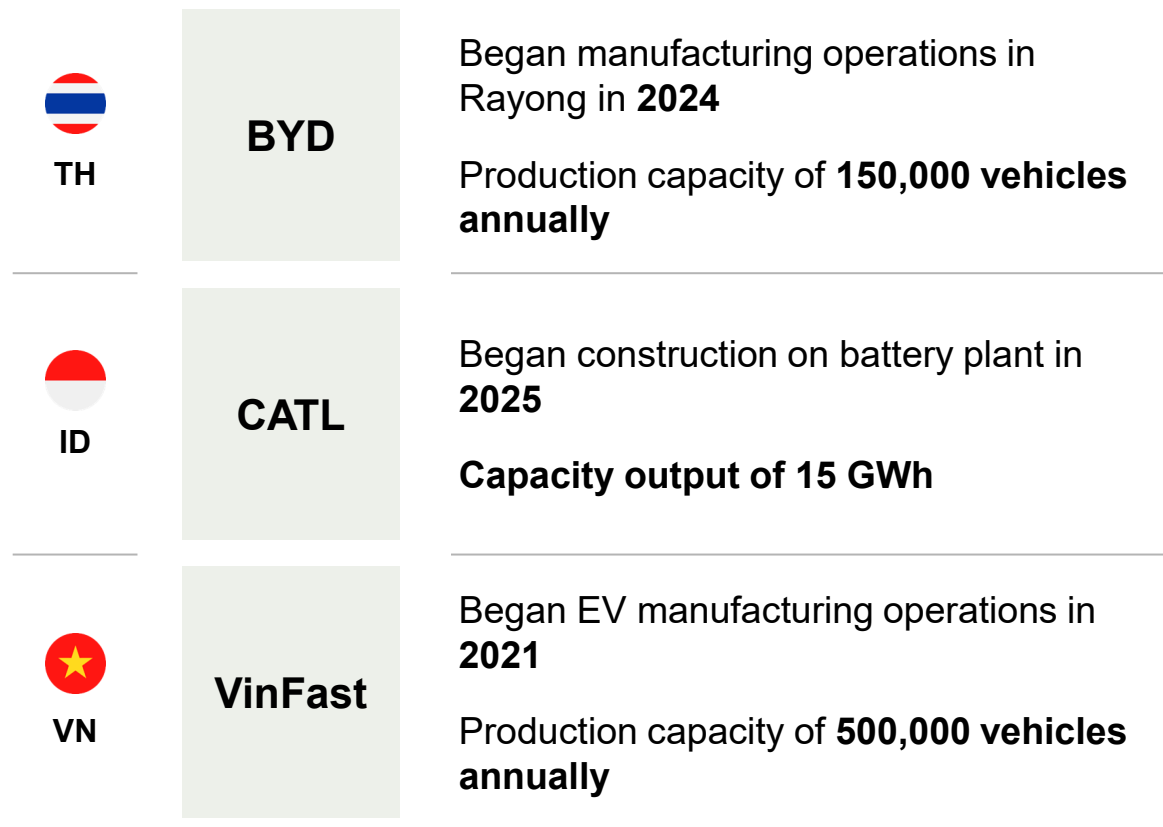 TH
BYD
Began manufacturing operations in
Rayong in 2024
Production capacity of 150,000 vehicles
annually
ID
CATL
Began construction on battery plant in
2025
Capacity output of 15 GWh
VN
VinFast
Began EV manufacturing operations in
2021
Production capacity of 500,000 vehicles
annually